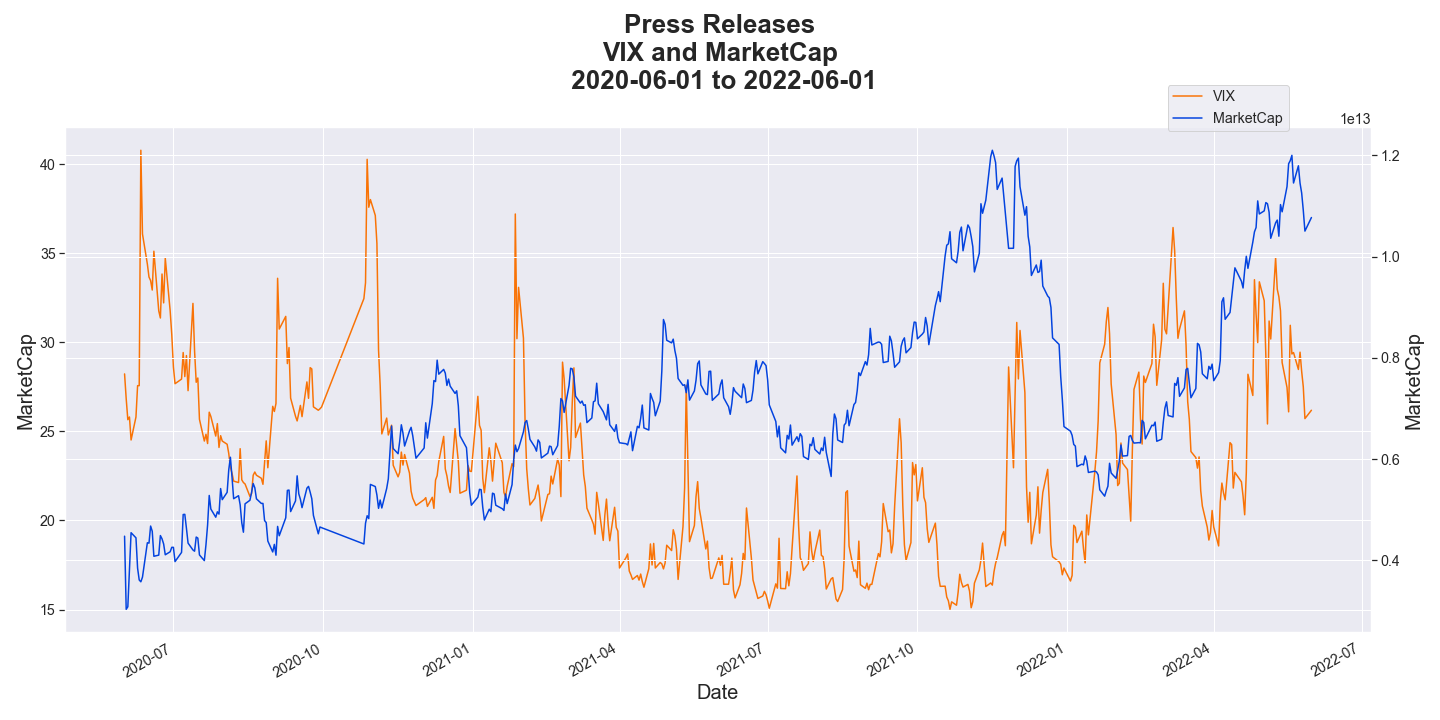 Press Releases
VIX and MarketCap
2020-06-01 to 2022-06-01
VIX
MarketCap
1e13
40
35
30
25
20
15
MarketCap
1.2
1.0
0.8
0.6
0.4
MarketCap
2020-07
2020-10
2021-01
2021-04
2021-07
2021-10
2022-01
2022-04
2022-07
Date